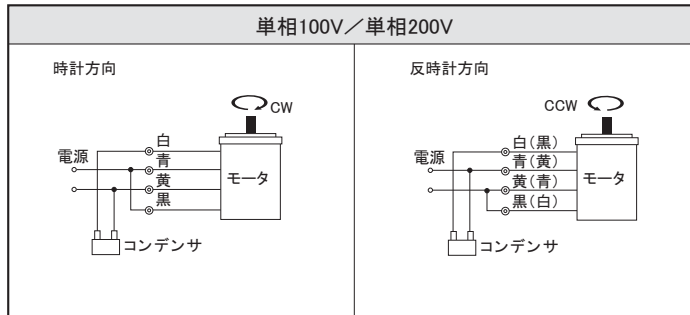 単相100V／単相200V
時計方向
CW
白
電源
青
黄
モータ
黒
コンデンサ
反時計方向
CCW
白(黒)
電源
青(黄)
黄(青)
モータ
黒(白)
コンデンサ